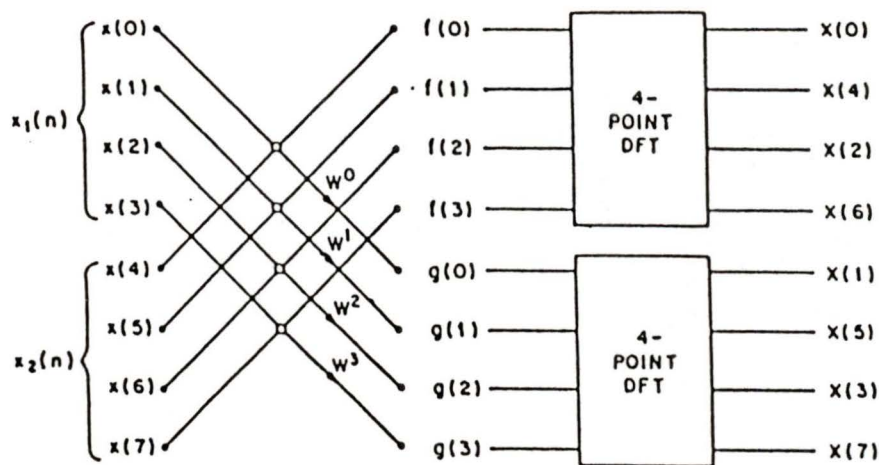 x(0) f(0) X(0)
x(1) f(1) 4- X(4)
x₁(n) POINT
x(2) f(2) DFT X(2)
W⁰
x(3) f(3) X(6)
W¹
x(4) g(0) X(1)
W²
x(5) g(1) 4- X(5)
x₂(n) POINT
W³
x(6) g(2) DFT X(3)
x(7) g(3) X(7)